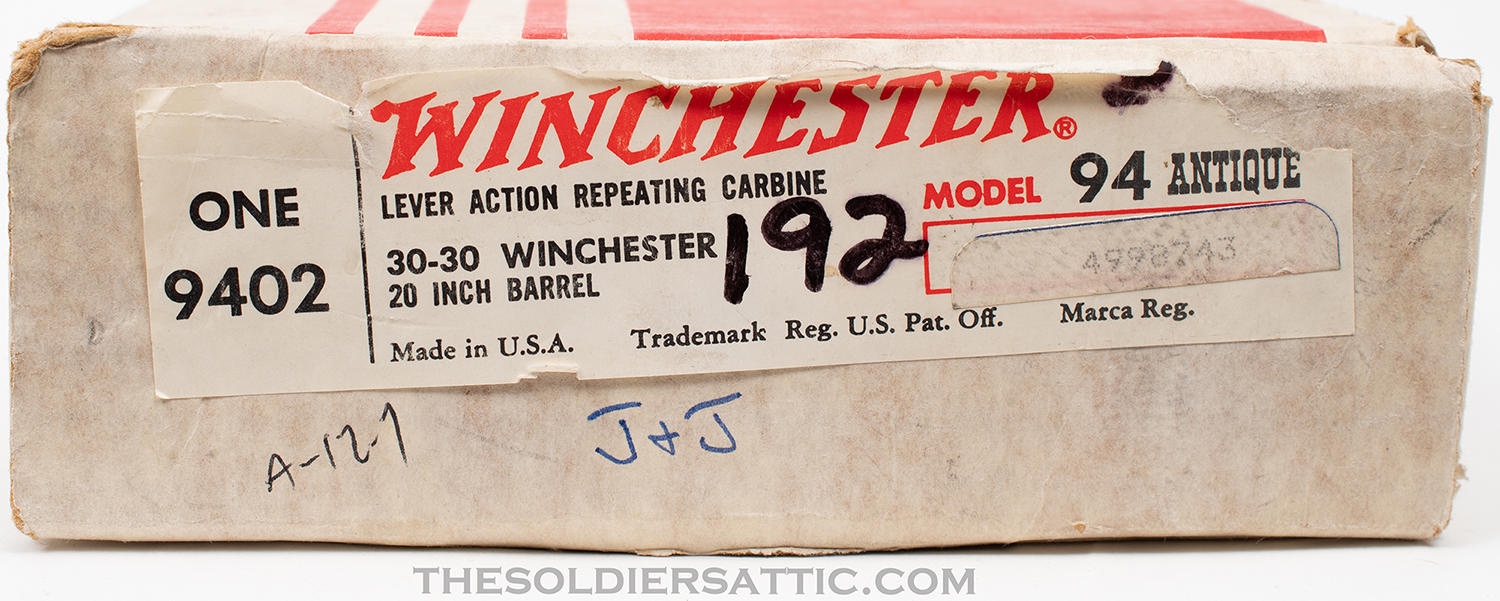 ONE
9402
WINCHESTER®
LEVER ACTION REPEATING CARBINE
30-30 WINCHESTER
20 INCH BARREL
192
MODEL 94 ANTIQUE
4998743
Made in U.S.A. Trademark Reg. U.S. Pat. Off. Marca Reg.
A-12-1
J+J
THESOLDIERSATTIC.COM